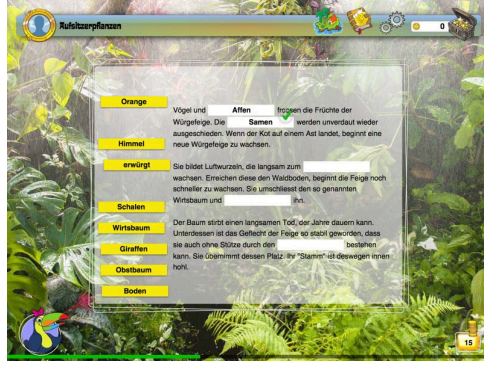 Aufsitzerpflanzen
0
Orange
Himmel
erwürgt
Schalen
Wirtsbaum
Giraffen
Obstbaum
Boden
Vögel und Affen fressen die Früchte der
Würgefeige. Die Samen werden unverdaut wieder
ausgeschieden. Wenn der Kot auf einem Ast landet, beginnt eine
neue Würgefeige zu wachsen.
Sie bildet Luftwurzeln, die langsam zum
wachsen. Erreichen diese den Waldboden, beginnt die Feige noch
schneller zu wachsen. Sie umschliesst den so genannten
Wirtsbaum und ihn.
Der Baum stirbt einen langsamen Tod, der Jahre dauern kann.
Unterdessen ist das Geflecht der Feige so stabil geworden, dass
sie auch ohne Stütze durch den bestehen
kann. Sie übernimmt dessen Platz. Ihr "Stamm" ist deswegen innen
hohl.
15